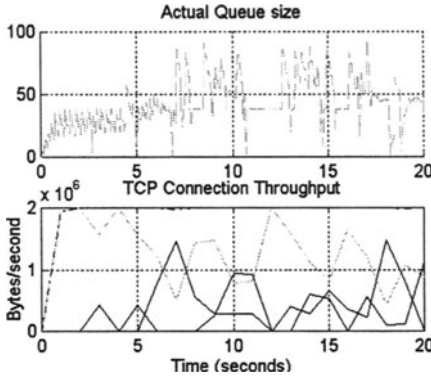 Actual Queue size
100
50
0
0 5 10 15 20
x 10^6
TCP Connection Throughput
2
1
0
Bytes/second
0 5 10 15 20
Time (seconds)